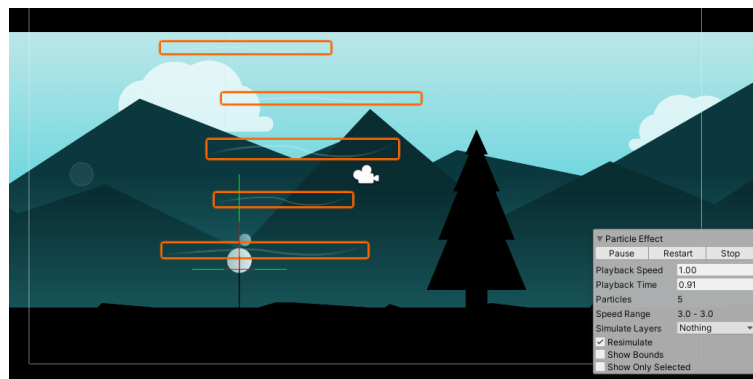 Particle Effect
Pause Restart Stop
Playback Speed 1.00
Playback Time 0.91
Particles 5
Speed Range 3.0 - 3.0
Simulate Layers Nothing
Resimulate
Show Bounds
Show Only Selected